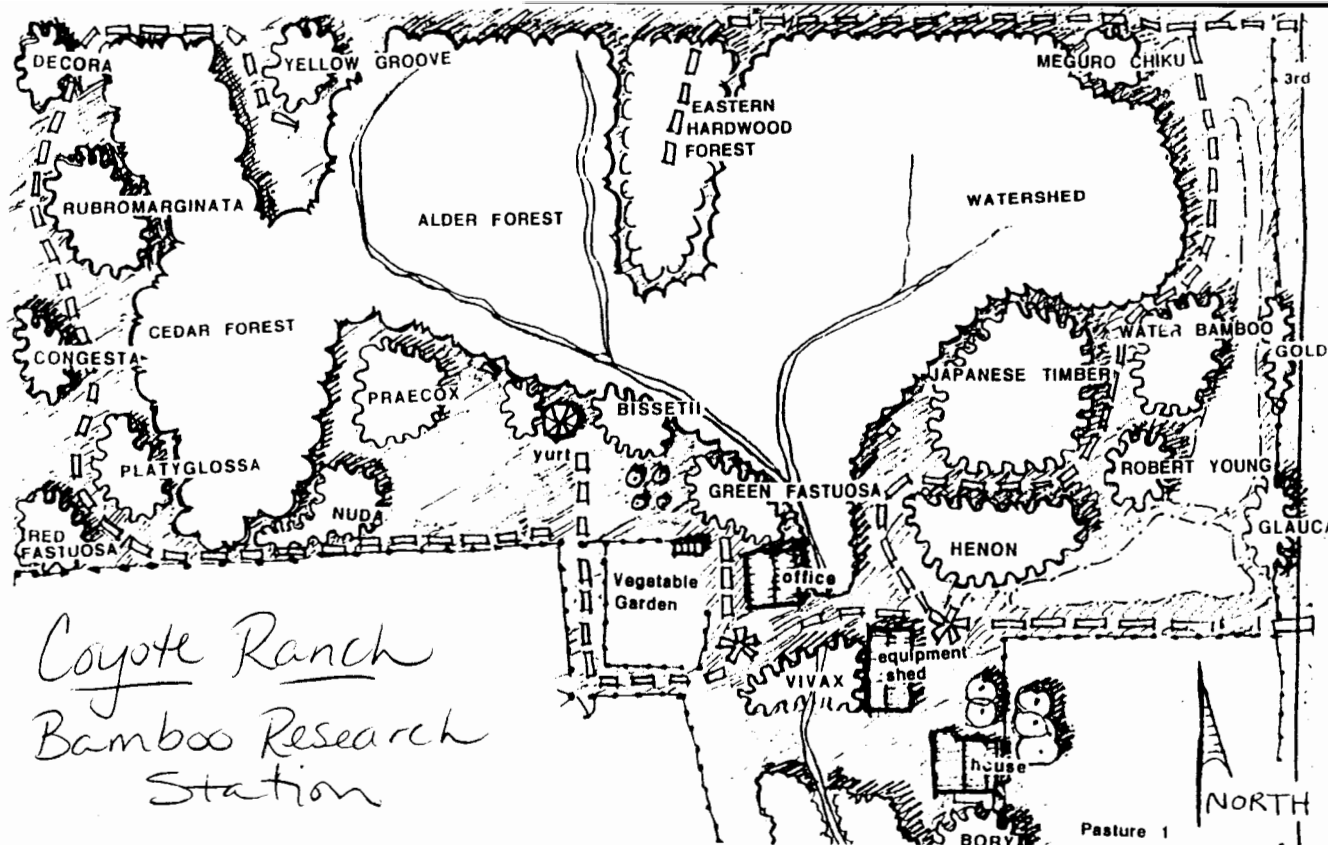 DECORA
YELLOW GROOVE
MEGURO CHIKU
3rd
EASTERN
HARDWOOD
FOREST
RUBROMARGINATA
ALDER FOREST
WATERSHED
CEDAR FOREST
WATER BAMBOO
CONGESTA
GOLD
JAPANESE TIMBER
PRAECOX
BISSETII
yurt
PLATYGLOSSA
ROBERT YOUNG
GREEN FASTUOSA
NUDA
GLAUCA
RED
FASTUOSA
HENON
Vegetable
Garden
office
equipment
shed
VIVAX
Coyote Ranch
Bamboo Research
Station
house
NORTH
Pasture 1
BORY